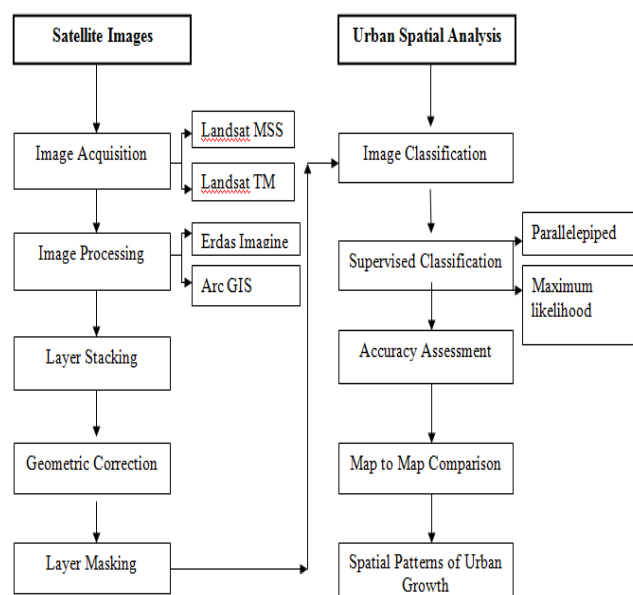 Satellite Images
Image Acquisition
Landsat MSS
Landsat TM
Image Processing
Erdas Imagine
Arc GIS
Layer Stacking
Geometric Correction
Layer Masking
Urban Spatial Analysis
Image Classification
Supervised Classification
Parallelepiped
Maximum
likelihood
Accuracy Assessment
Map to Map Comparison
Spatial Patterns of Urban
Growth